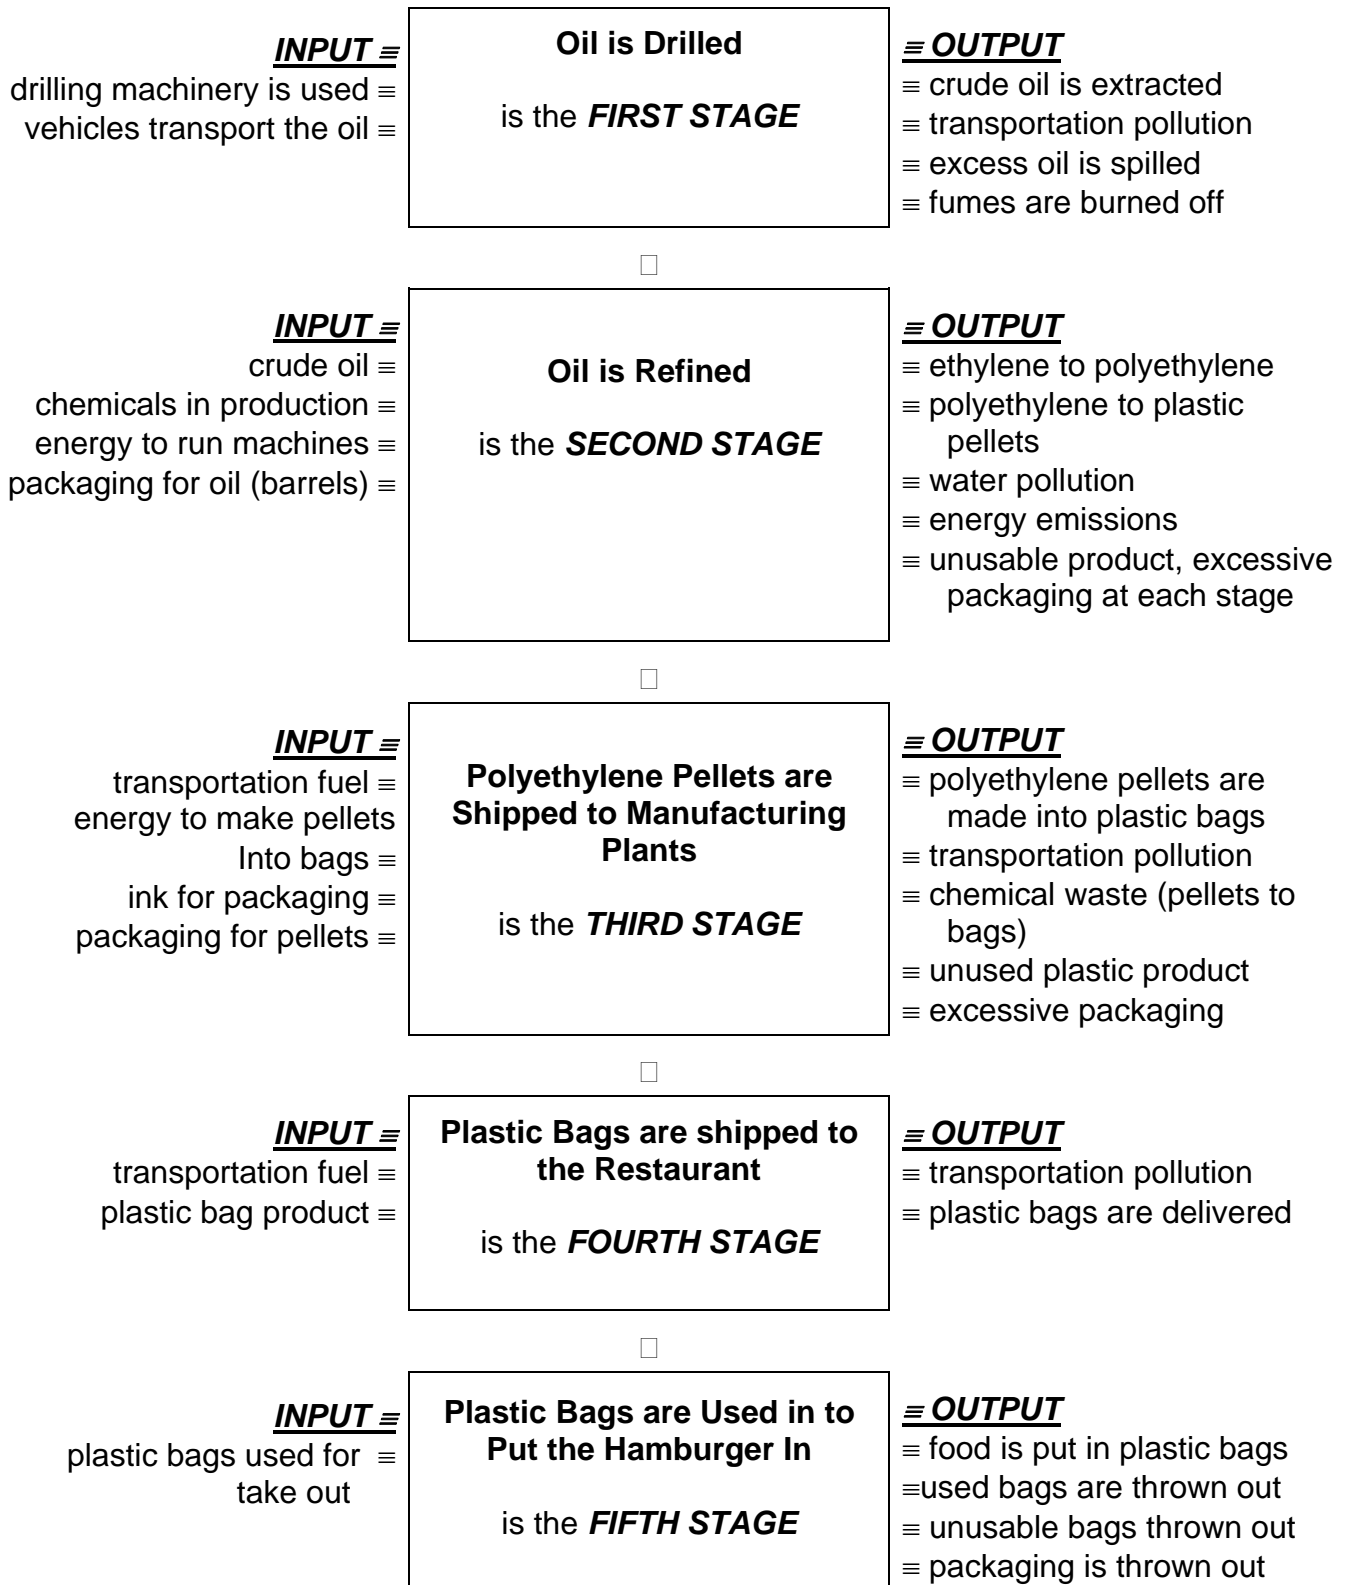 INPUT ≡
drilling machinery is used ≡
vehicles transport the oil ≡
Oil is Drilled
is the FIRST STAGE
≡ OUTPUT
≡ crude oil is extracted
≡ transportation pollution
≡ excess oil is spilled
≡ fumes are burned off
INPUT ≡
crude oil ≡
chemicals in production ≡
energy to run machines ≡
packaging for oil (barrels) ≡
Oil is Refined
is the SECOND STAGE
≡ OUTPUT
≡ ethylene to polyethylene
≡ polyethylene to plastic
pellets
≡ water pollution
≡ energy emissions
≡ unusable product, excessive
packaging at each stage
INPUT ≡
transportation fuel ≡
energy to make pellets
Into bags ≡
ink for packaging ≡
packaging for pellets ≡
Polyethylene Pellets are
Shipped to Manufacturing
Plants
is the THIRD STAGE
≡ OUTPUT
≡ polyethylene pellets are
made into plastic bags
≡ transportation pollution
≡ chemical waste (pellets to
bags)
≡ unused plastic product
≡ excessive packaging
INPUT ≡
transportation fuel ≡
plastic bag product ≡
Plastic Bags are shipped to
the Restaurant
is the FOURTH STAGE
≡ OUTPUT
≡ transportation pollution
≡ plastic bags are delivered
INPUT ≡
plastic bags used for ≡
take out
Plastic Bags are Used in to
Put the Hamburger In
is the FIFTH STAGE
≡ OUTPUT
≡ food is put in plastic bags
≡used bags are thrown out
≡ unusable bags thrown out
≡ packaging is thrown out